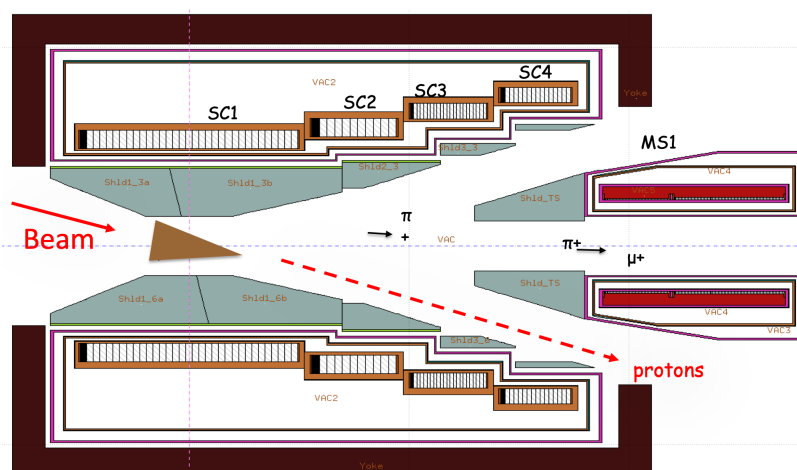 SC4
VAC2
SC3
SC1
SC2
Yoke
MS1
Shld3_3
Shld2_3
VAC4
Shld1_3a
Shld1_3b
VAC5
Shld_TS
π
+
Beam
VAC
π+
μ+
Shld_TS
Shld1_6a
Shld1_6b
VAC4
VAC3
Shld3_6
protons
VAC2
Yoke